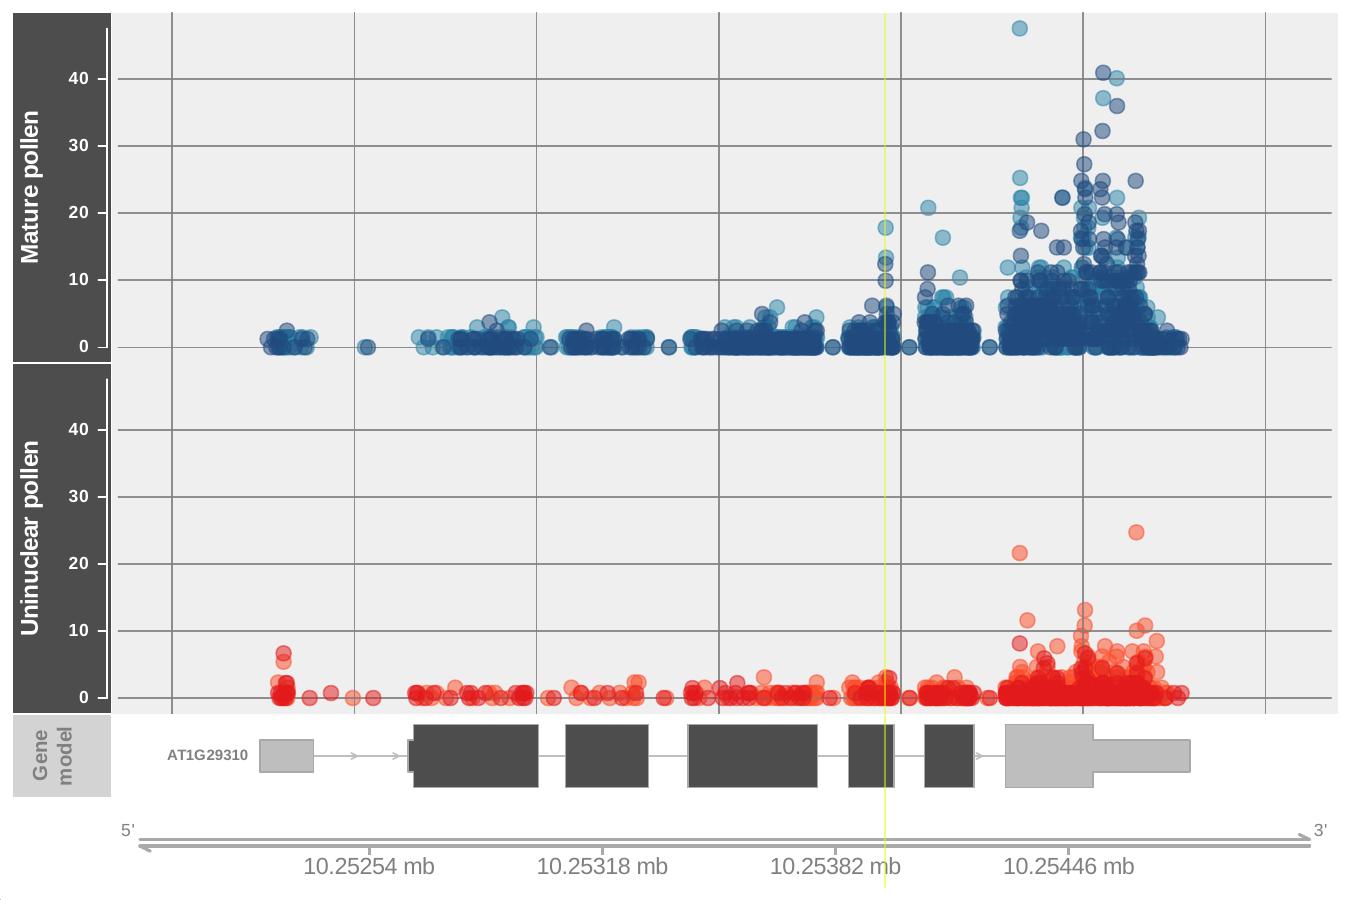 Mature pollen
40
30
20
10
0
Uninuclear pollen
40
30
20
10
0
Gene
model
AT1G29310
5'
3'
10.25254 mb
10.25318 mb
10.25382 mb
10.25446 mb